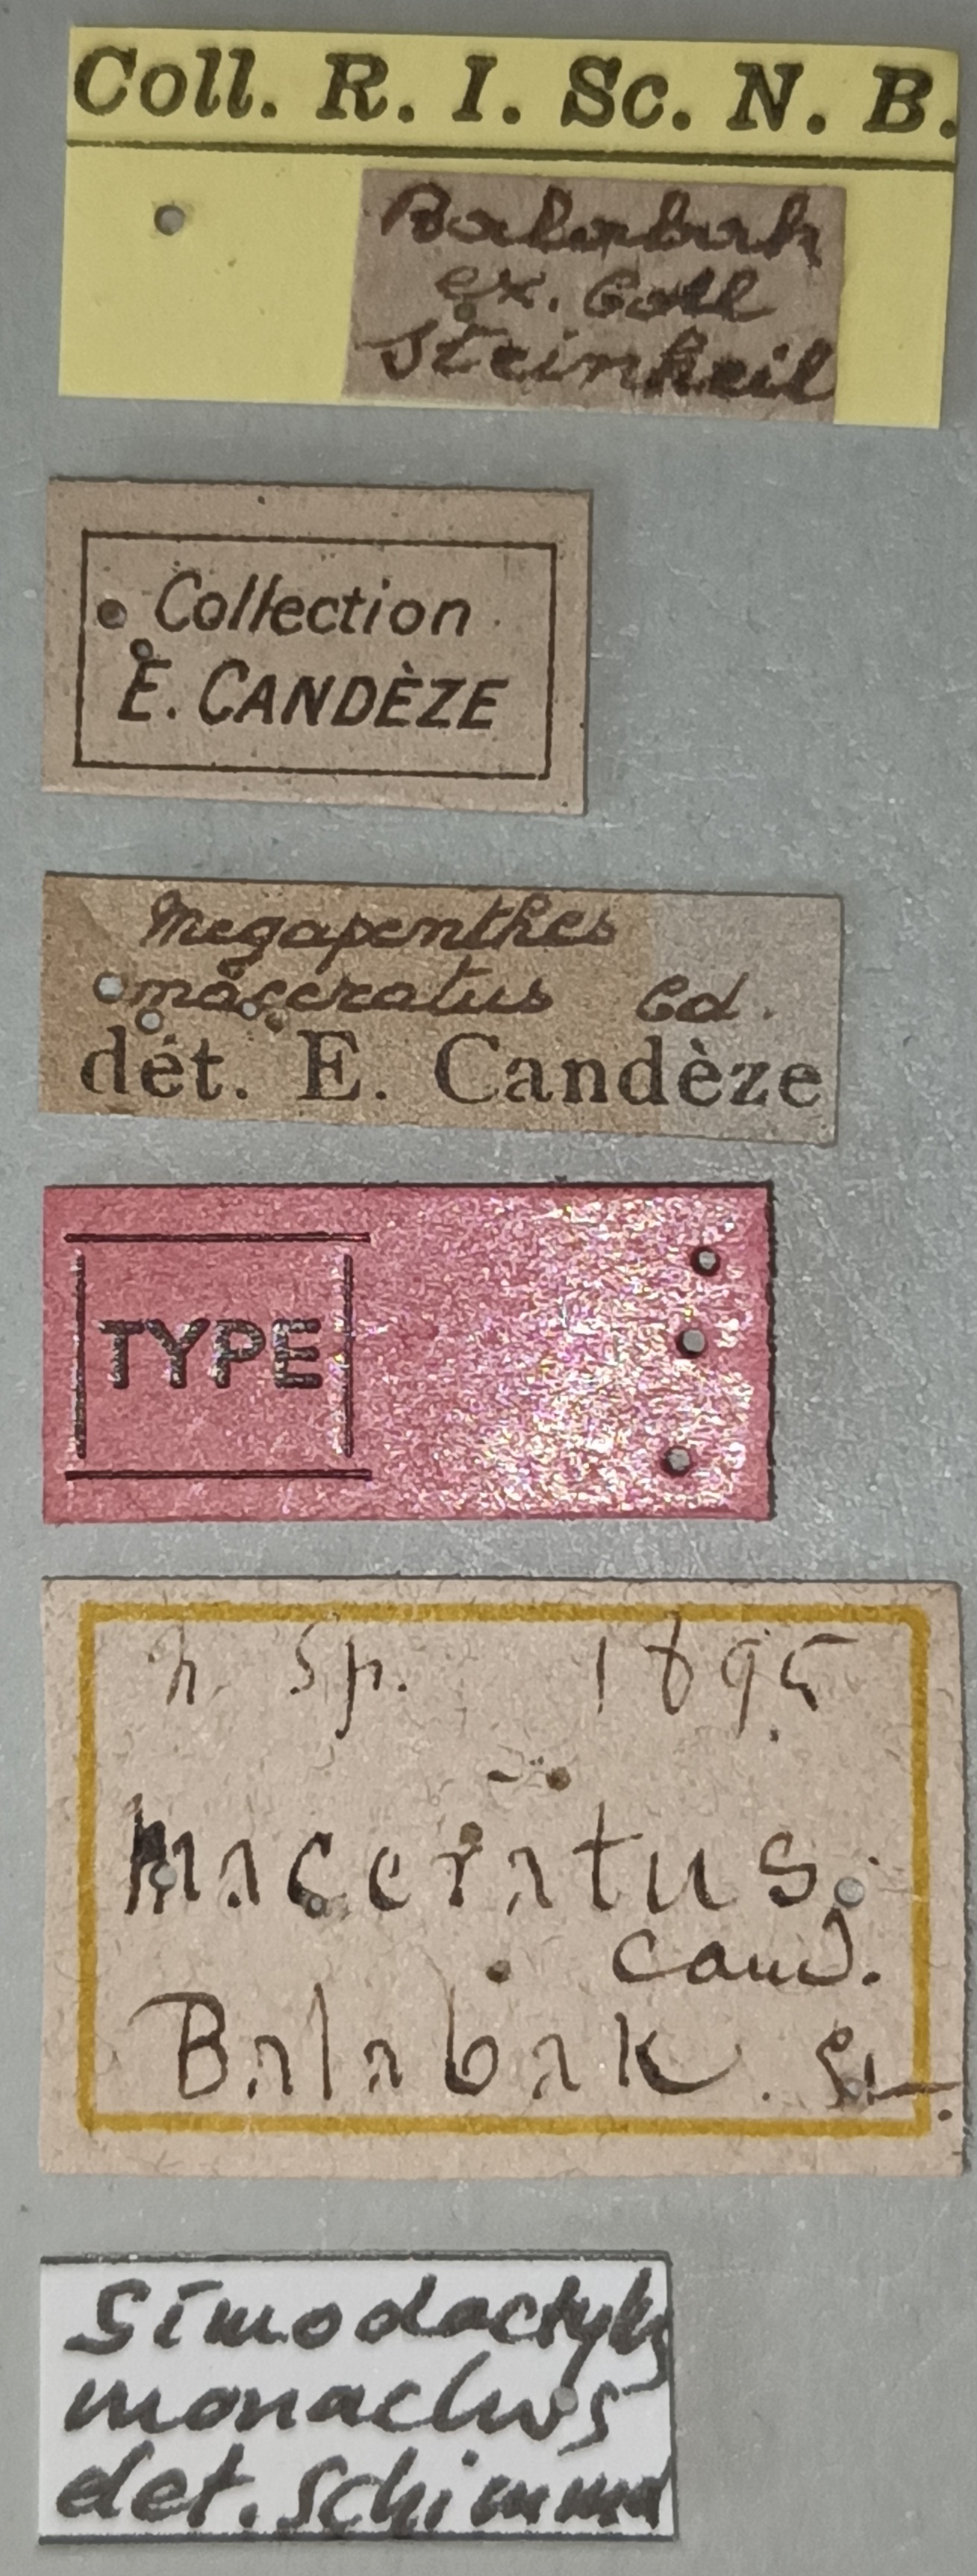 Coll. R. I. Sc. N. B.
Balabak
ex. Coll
Steinheil
Collection
E. CANDÈZE
Megapenthes
maceratus Cd.
dét. E. Candèze
TYPE
n. sp. 1895
maceratus.
Cand.
Balabak.
Simodactylus
monachus
det. Schimmel